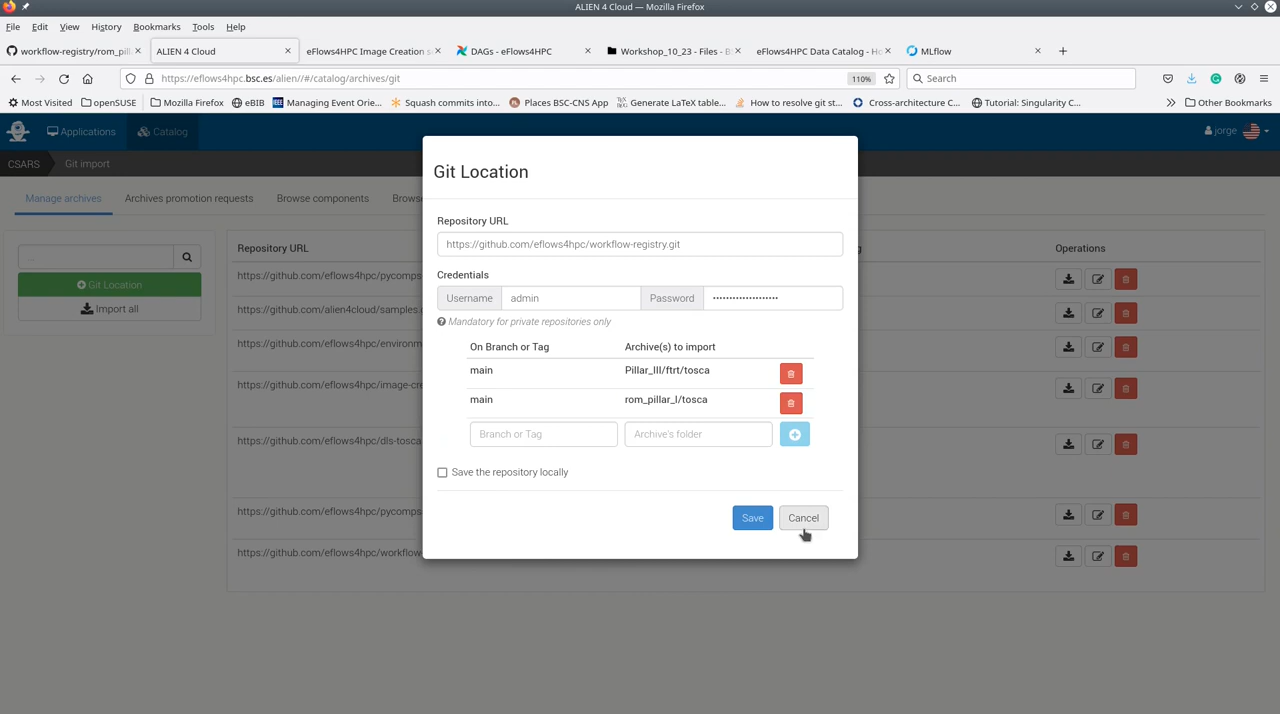 ALIEN 4 Cloud — Mozilla Firefox
File Edit View History Bookmarks Tools Help
workflow-registry/rom_pil ALIEN 4 Cloud eFlows4HPC Image Creation s DAGs - eFlows4HPC Workshop_10_23 - Files - B eFlows4HPC Data Catalog - Ho MLflow
https://eflows4hpc.bsc.es/alien//#/catalog/archives/git 110% Search
Most Visited openSUSE Mozilla Firefox eBIB Managing Event Orie... Squash commits into... Places BSC-CNS App Generate LaTeX table... How to resolve git st... Cross-architecture C... Tutorial: Singularity C... Other Bookmarks
Applications Catalog jorge
CSARS Git import
Manage archives Archives promotion requests Browse components Brows
...
Git Location
Import all
Repository URL Operations
https://github.com/eflows4hpc/pycomps
https://github.com/alien4cloud/samples.
https://github.com/eflows4hpc/environm
https://github.com/eflows4hpc/image-cre
https://github.com/eflows4hpc/dls-tosca
https://github.com/eflows4hpc/pycomps
https://github.com/eflows4hpc/workflow
Git Location
Repository URL
https://github.com/eflows4hpc/workflow-registry.git
Credentials
Username admin Password •••••••••••••••••••
Mandatory for private repositories only
On Branch or Tag Archive(s) to import
main Pillar_III/ftrt/tosca
main rom_pillar_I/tosca
Branch or Tag Archive's folder
Save the repository locally
Save Cancel